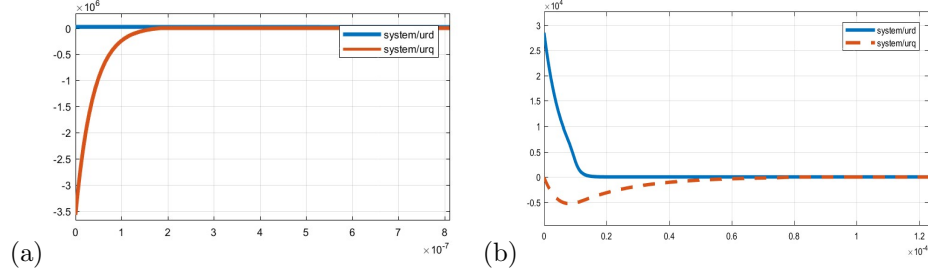 ×10^6
0
-0.5
-1
-1.5
-2
-2.5
-3
-3.5
0 1 2 3 4 5 6 7 8
×10^-7
system/urd
system/urq
(a)
×10^4
3
2.5
2
1.5
1
0.5
0
-0.5
0 0.2 0.4 0.6 0.8 1 1.2
×10^-4
system/urd
system/urq
(b)